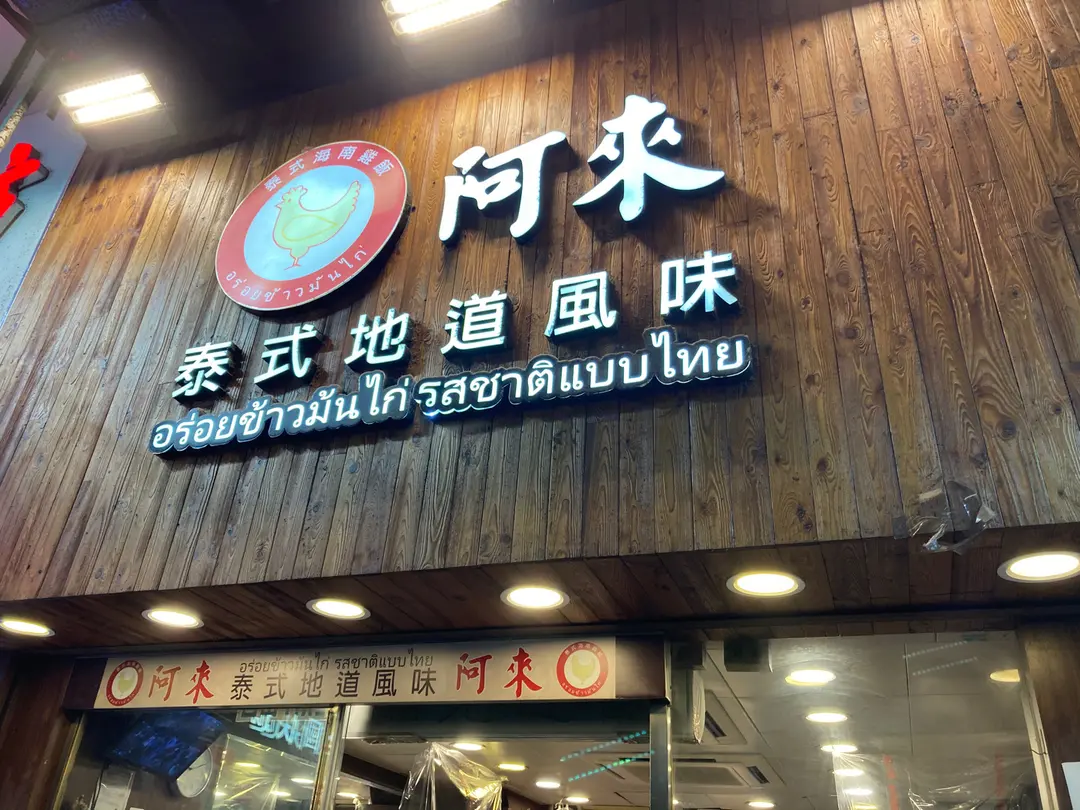 泰式海南雞飯
อร่อยข้าวมันไก่
阿來
泰式地道風味
อร่อยข้าวมันไก่ รสชาติแบบไทย
阿來
อร่อยข้าวมันไก่ รสชาติแบบไทย
泰式地道風味
阿來